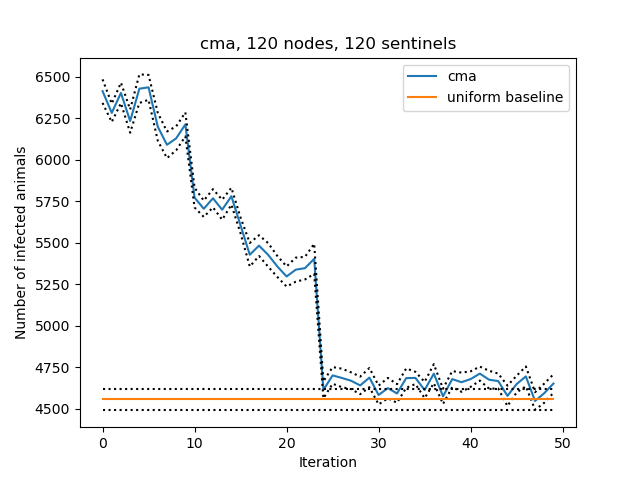 cma, 120 nodes, 120 sentinels
cma
uniform baseline
Number of infected animals
6500
6250
6000
5750
5500
5250
5000
4750
4500
0 10 20 30 40 50
Iteration